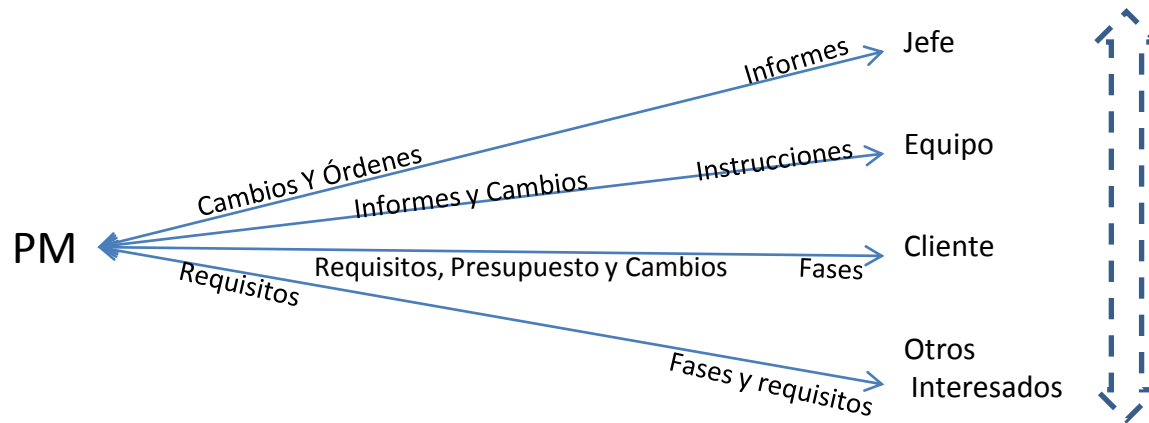 PM
Cambios Y Órdenes
Informes
Jefe
Informes y Cambios
Instrucciones
Equipo
Requisitos, Presupuesto y Cambios
Fases
Cliente
Requisitos
Fases y requisitos
Otros
Interesados